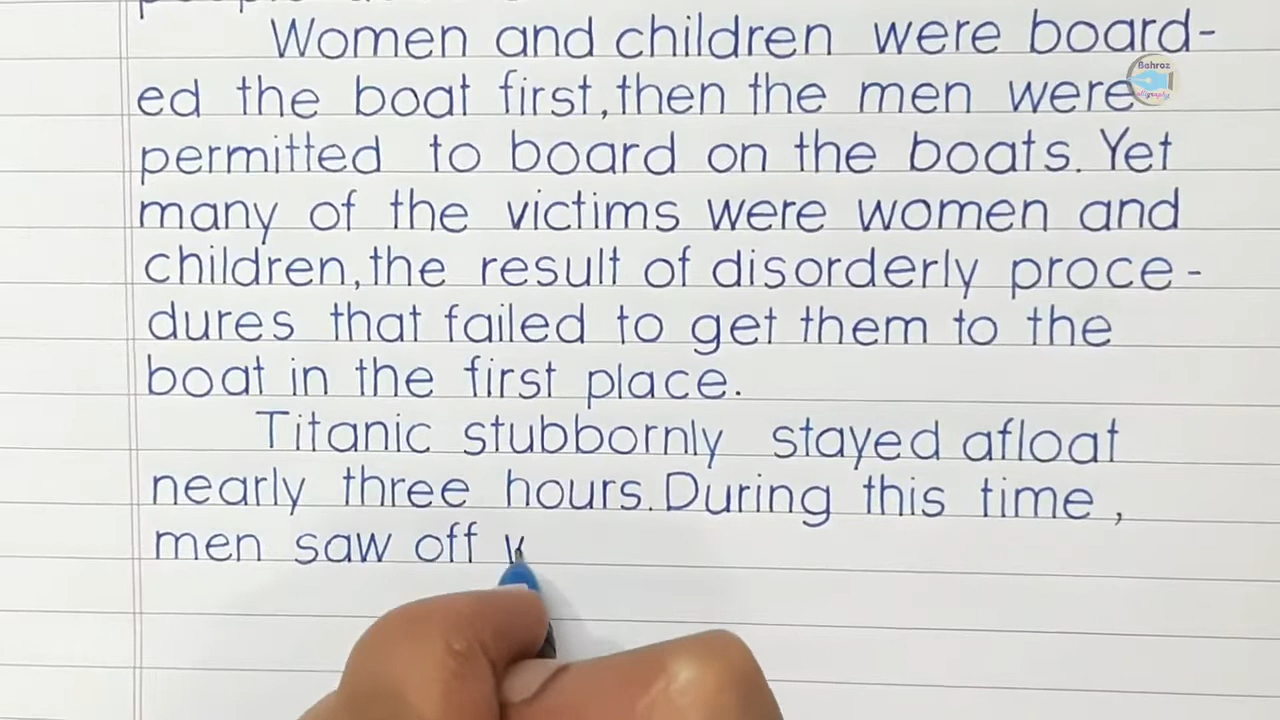 Women and children were board-
ed the boat first, then the men were
permitted to board on the boats. Yet
many of the victims were women and
children, the result of disorderly proce-
dures that failed to get them to the
boat in the first place.
Titanic stubbornly stayed afloat
nearly three hours. During this time,
men saw off
Bahroz